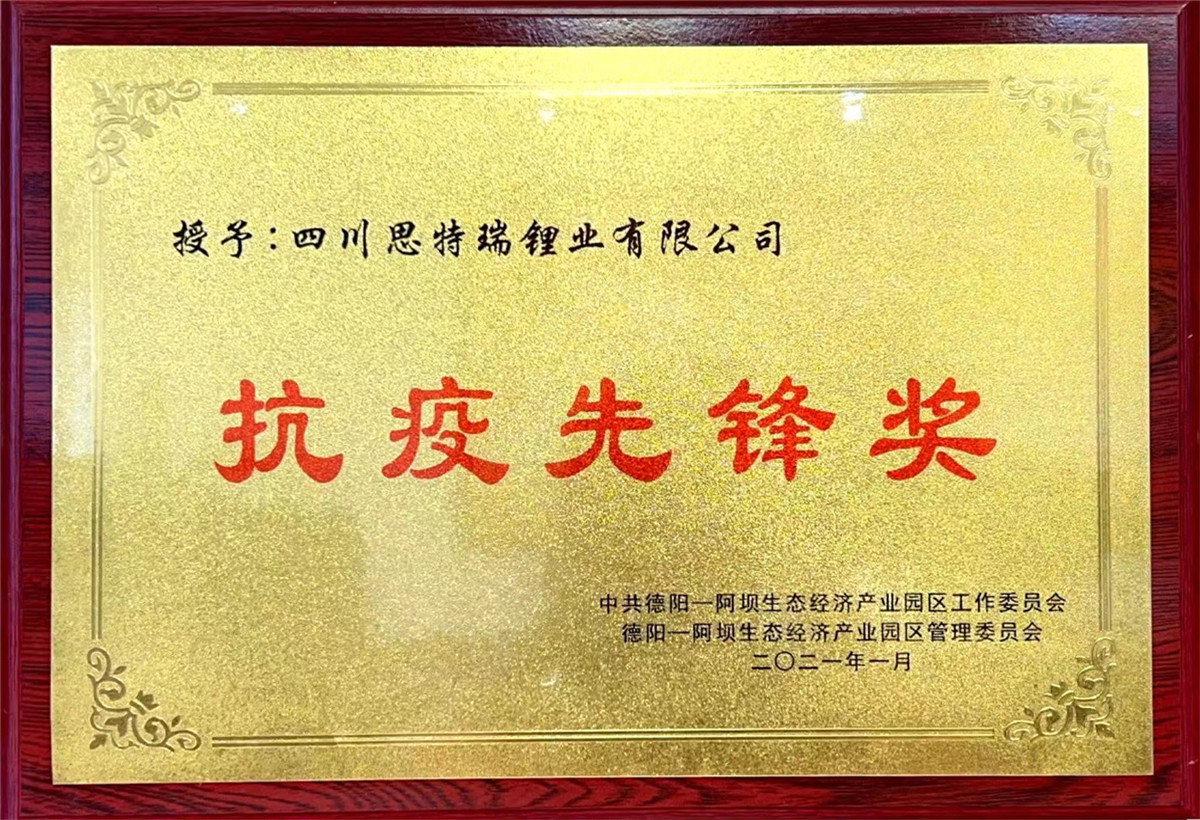 授予:四川思特瑞锂业有限公司
抗疫先锋奖
中共德阳—阿坝生态经济产业园区工作委员会
德阳—阿坝生态经济产业园区管理委员会
二〇二一年一月